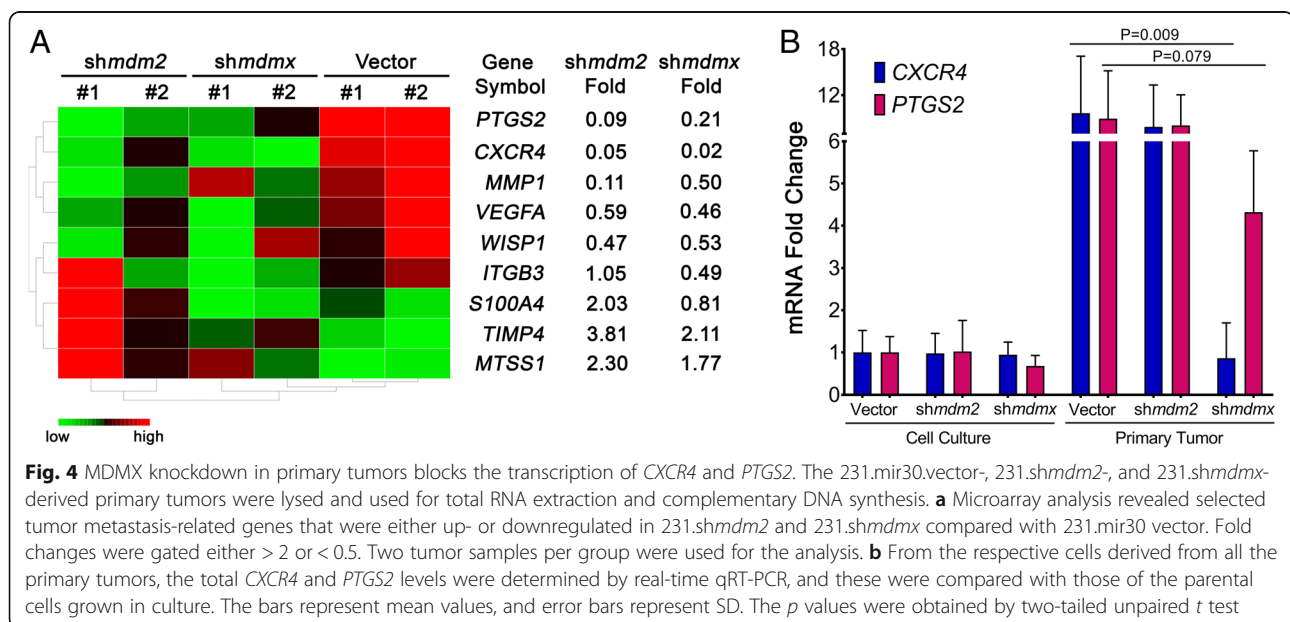 A
shmdm2 shmdmx Vector
#1 #2 #1 #2 #1 #2
Gene Symbol shmdm2 Fold shmdmx Fold
PTGS2 0.09 0.21
CXCR4 0.05 0.02
MMP1 0.11 0.50
VEGFA 0.59 0.46
WISP1 0.47 0.53
ITGB3 1.05 0.49
S100A4 2.03 0.81
TIMP4 3.81 2.11
MTSS1 2.30 1.77
low high
B
P=0.009
P=0.079
CXCR4
PTGS2
mRNA Fold Change
18
12
6
5
4
3
2
1
0
Vector shmdm2 shmdmx Vector shmdm2 shmdmx
Cell Culture Primary Tumor
Fig. 4 MDMX knockdown in primary tumors blocks the transcription of CXCR4 and PTGS2. The 231.mir30.vector-, 231.shmdm2-, and 231.shmdmx-
derived primary tumors were lysed and used for total RNA extraction and complementary DNA synthesis. a Microarray analysis revealed selected
tumor metastasis-related genes that were either up- or downregulated in 231.shmdm2 and 231.shmdmx compared with 231.mir30 vector. Fold
changes were gated either > 2 or < 0.5. Two tumor samples per group were used for the analysis. b From the respective cells derived from all the
primary tumors, the total CXCR4 and PTGS2 levels were determined by real-time qRT-PCR, and these were compared with those of the parental
cells grown in culture. The bars represent mean values, and error bars represent SD. The p values were obtained by two-tailed unpaired t test